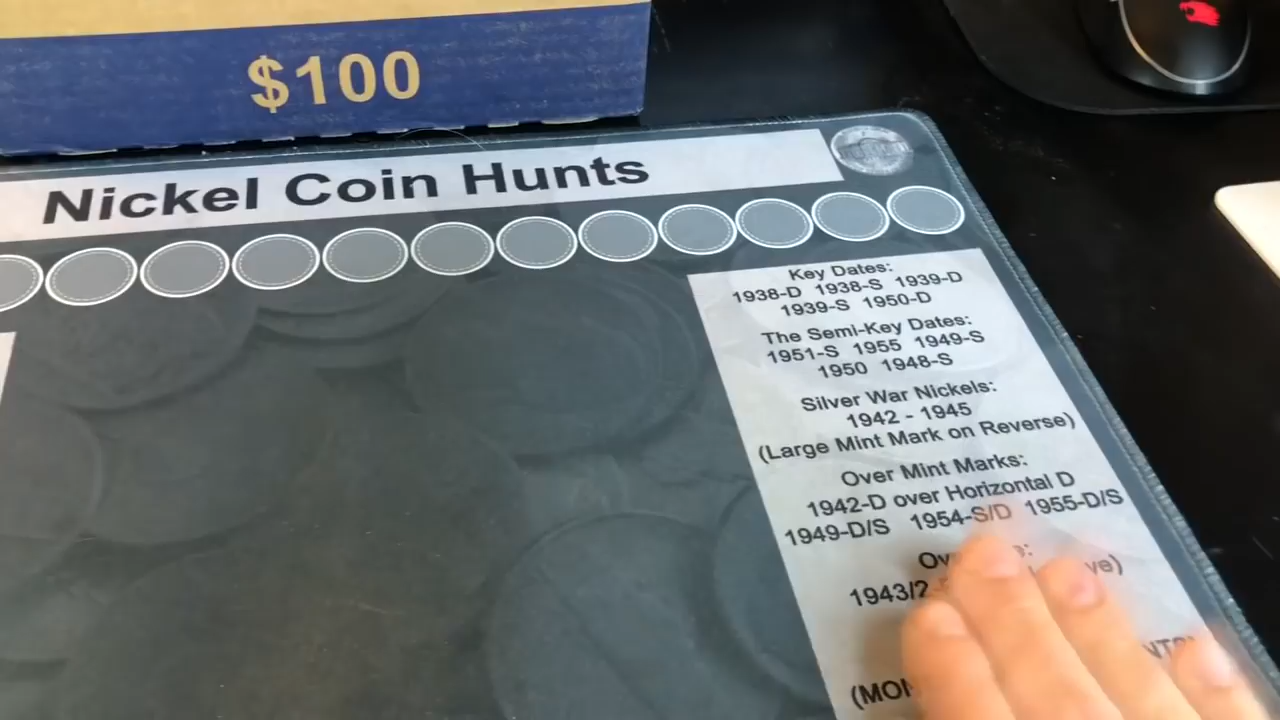 $100
Nickel Coin Hunts
Key Dates:
1938-D 1938-S 1939-D
1939-S 1950-D
The Semi-Key Dates:
1951-S 1955 1949-S
1950 1948-S
Silver War Nickels:
1942 - 1945
(Large Mint Mark on Reverse)
Over Mint Marks:
1942-D over Horizontal D
1949-D/S 1954-S/D 1955-D/S
1943/2